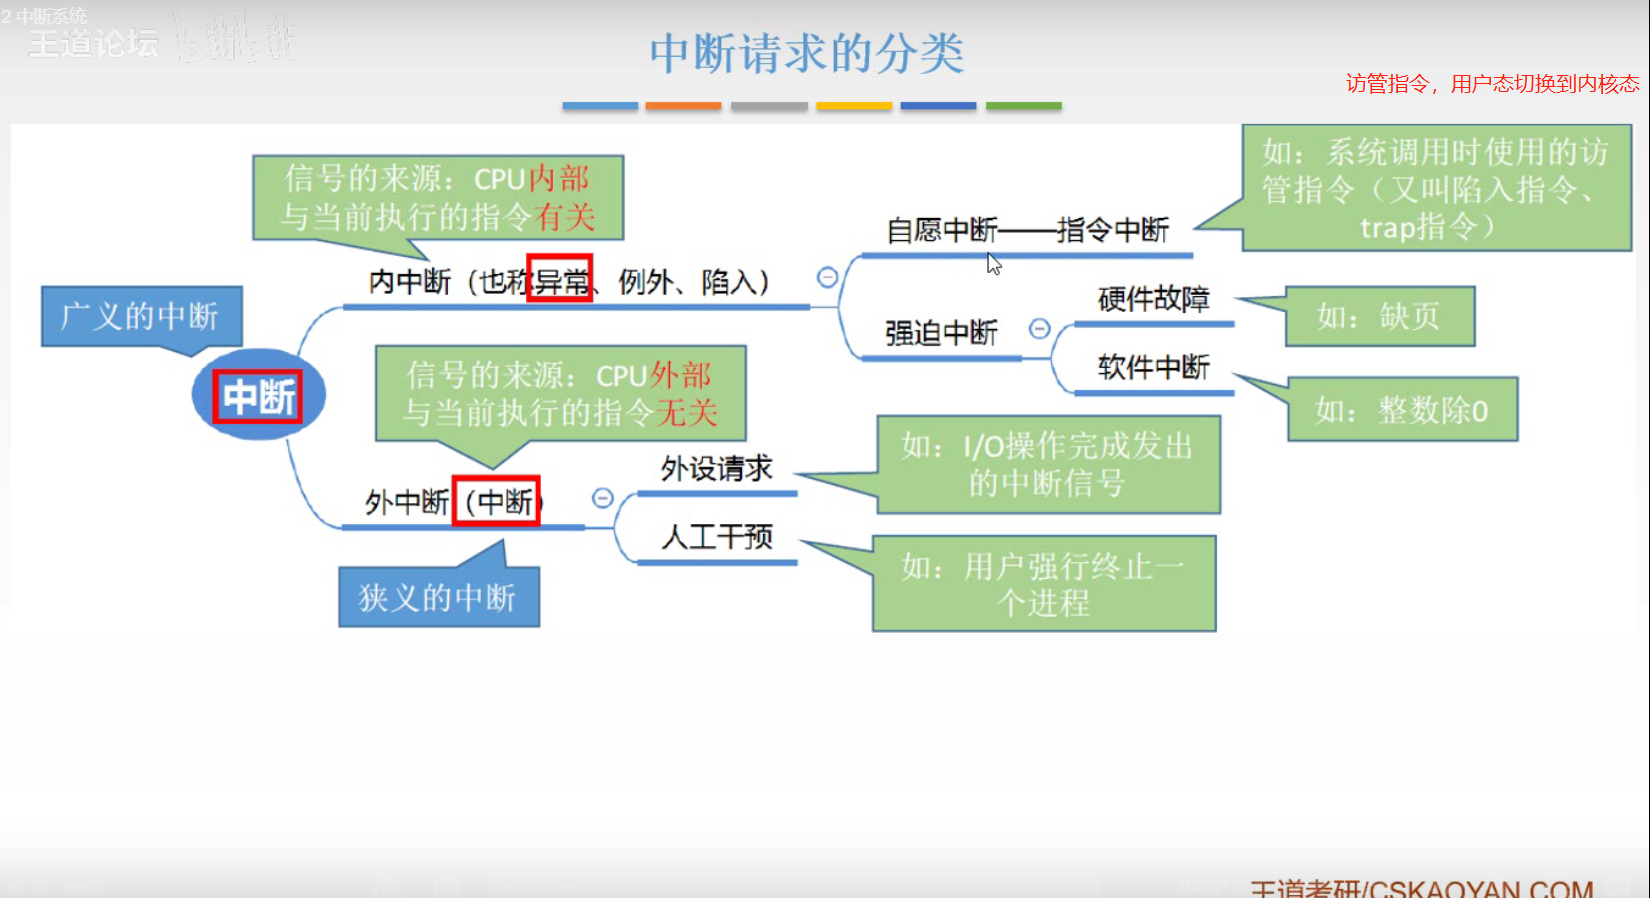 2 中断系统
王道论坛 bilibili
中断请求的分类
访管指令，用户态切换到内核态
信号的来源：CPU内部
与当前执行的指令有关
如：系统调用时使用的访
管指令（又叫陷入指令、
trap指令）
自愿中断——指令中断
内中断（也称异常、例外、陷入）
广义的中断
硬件故障
如：缺页
强迫中断
软件中断
如：整数除0
信号的来源：CPU外部
与当前执行的指令无关
中断
外设请求
如：I/O操作完成发出
的中断信号
外中断（中断）
人工干预
如：用户强行终止一
个进程
狭义的中断
王道考研/CSKAOYAN.COM